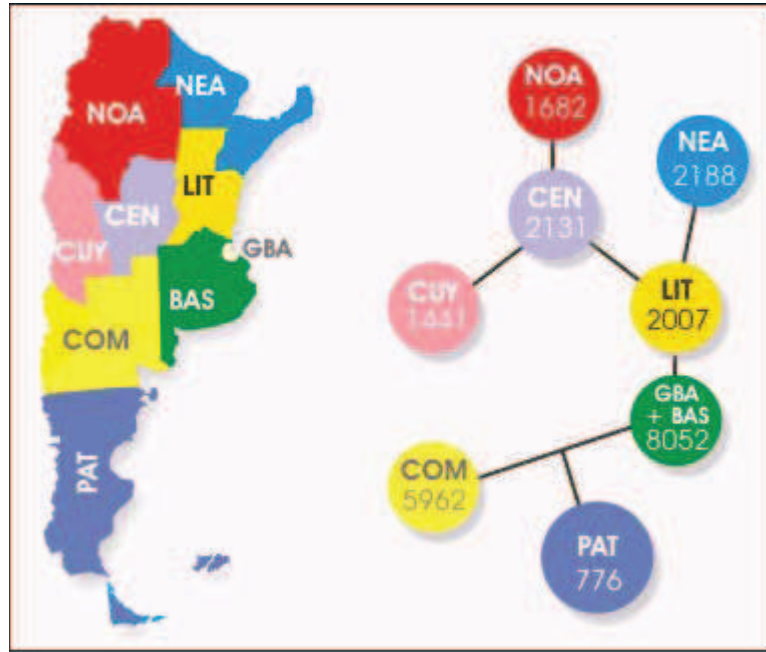 NEA
NOA
LIT
CEN
CUY
GBA
BAS
COM
PAT
NOA
1682
NEA
2188
CEN
2131
CUY
1441
LIT
2007
GBA
+ BAS
8052
COM
5962
PAT
776